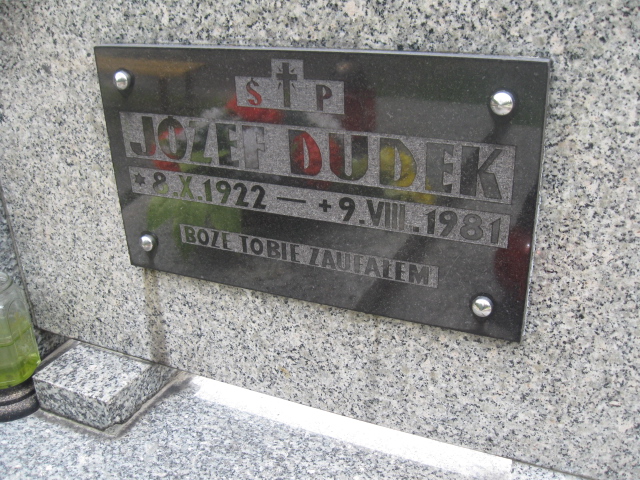 Ś † P
JÓZEF DUDEK
* 8.X.1922 — + 9.VIII.1981
BOŻE TOBIE ZAUFAŁEM